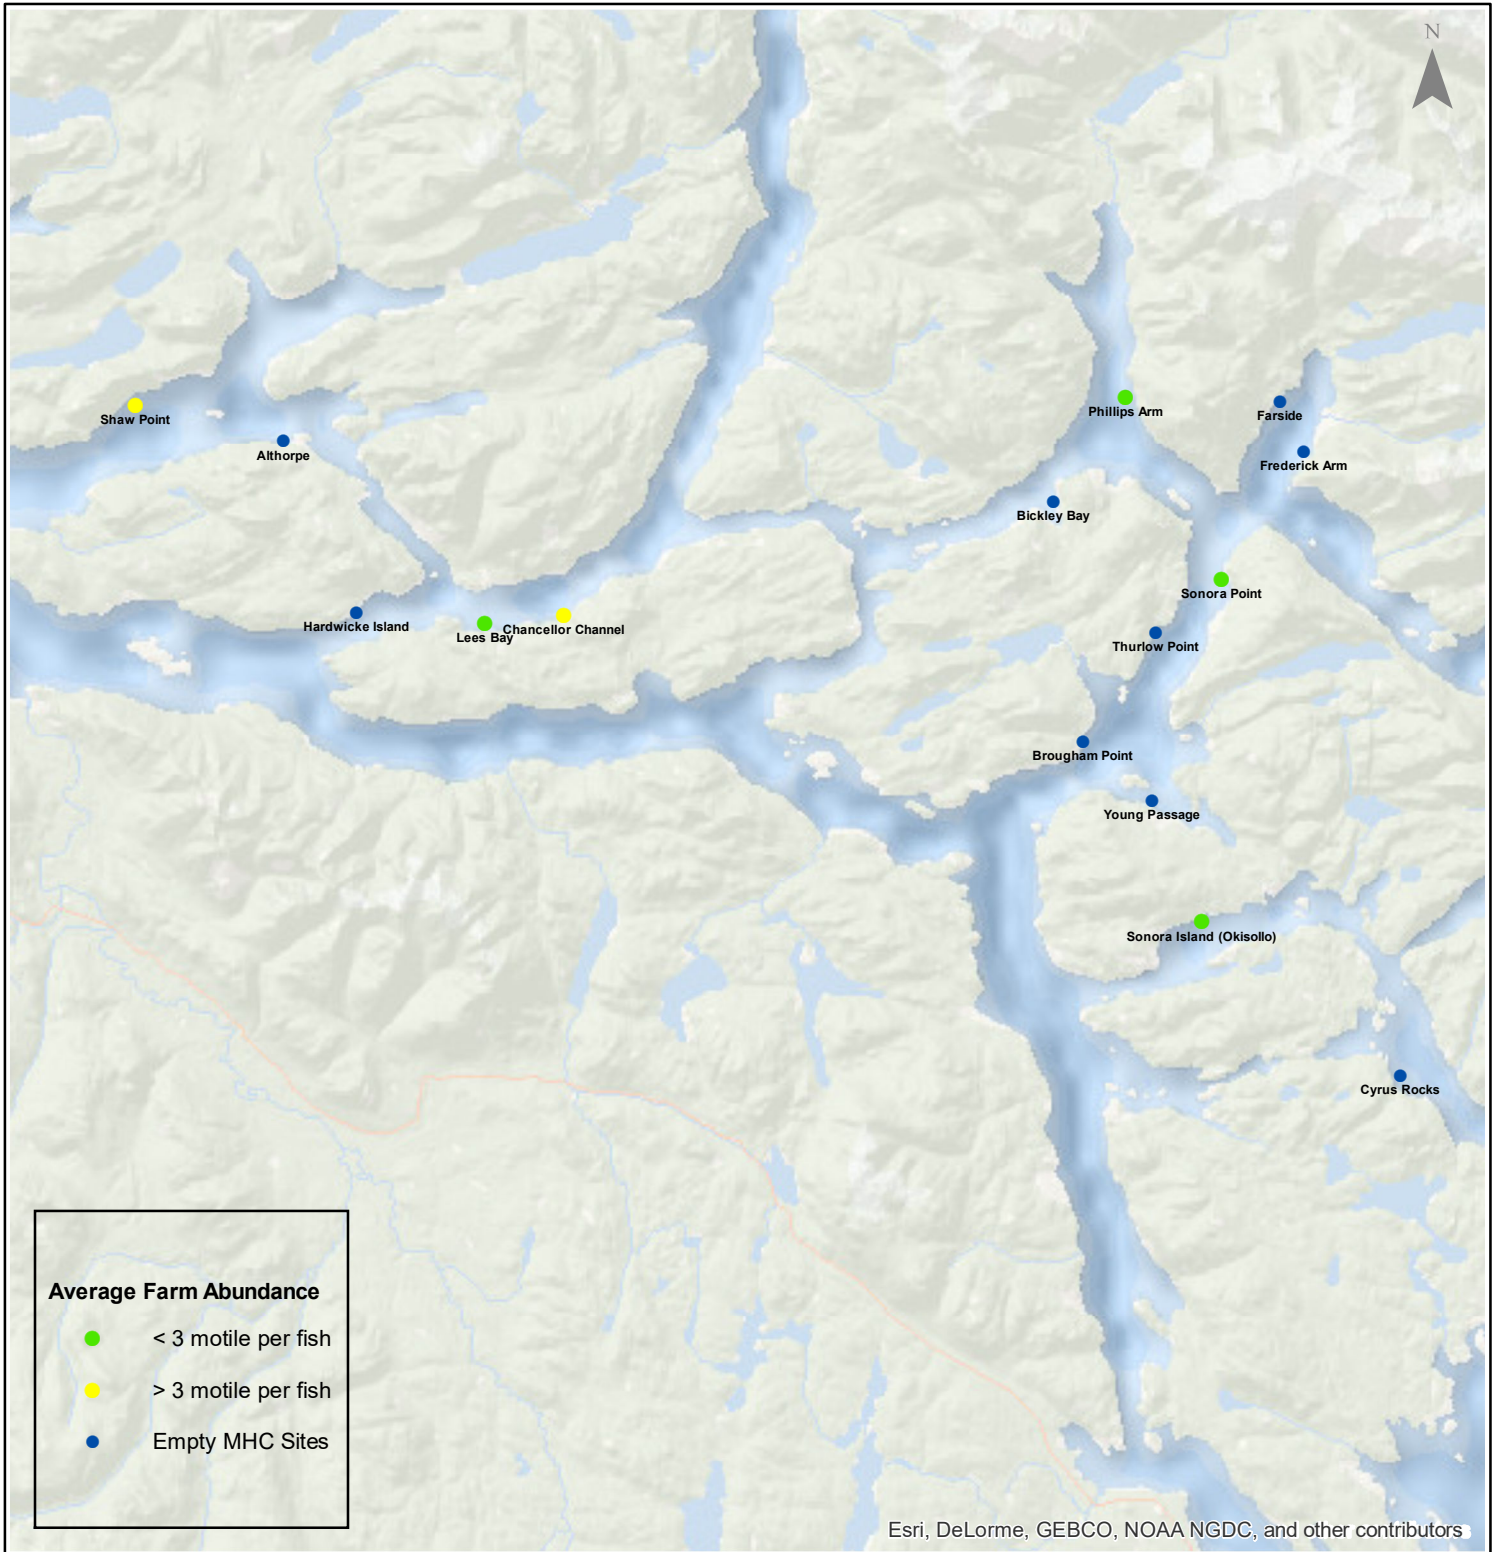 N
Shaw Point
Phillips Arm
Farside
Althorpe
Frederick Arm
Bickley Bay
Sonora Point
Hardwicke Island
Lees Bay
Chancellor Channel
Thurlow Point
Brougham Point
Young Passage
Sonora Island (Okisollo)
Cyrus Rocks
Average Farm Abundance
< 3 motile per fish
> 3 motile per fish
Empty MHC Sites
Esri, DeLorme, GEBCO, NOAA NGDC, and other contributors